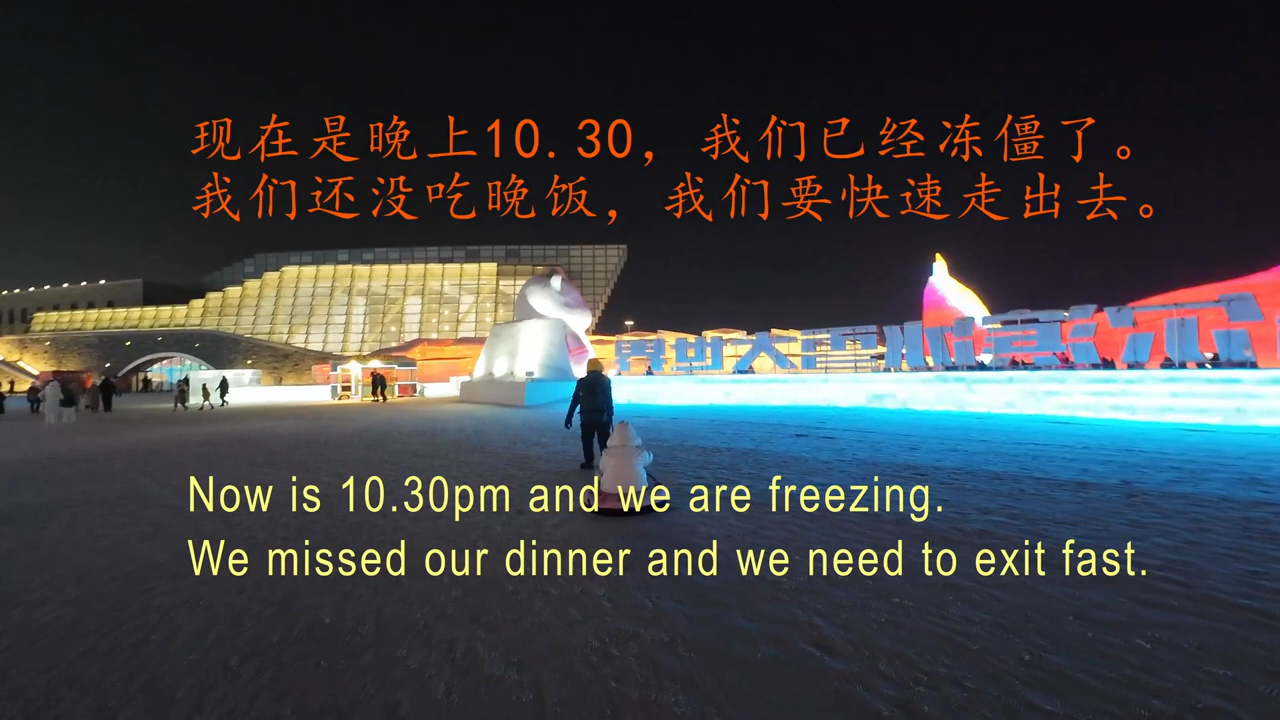 现在是晚上10.30，我们已经冻僵了。
我们还没吃晚饭，我们要快速走出去。
Now is 10.30pm and we are freezing.
We missed our dinner and we need to exit fast.